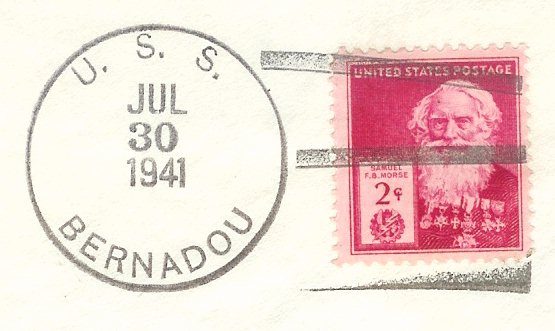 U. S. S.
JUL
30
1941
BERNADOU
UNITED STATES POSTAGE
SAMUEL
F. B. MORSE
2¢